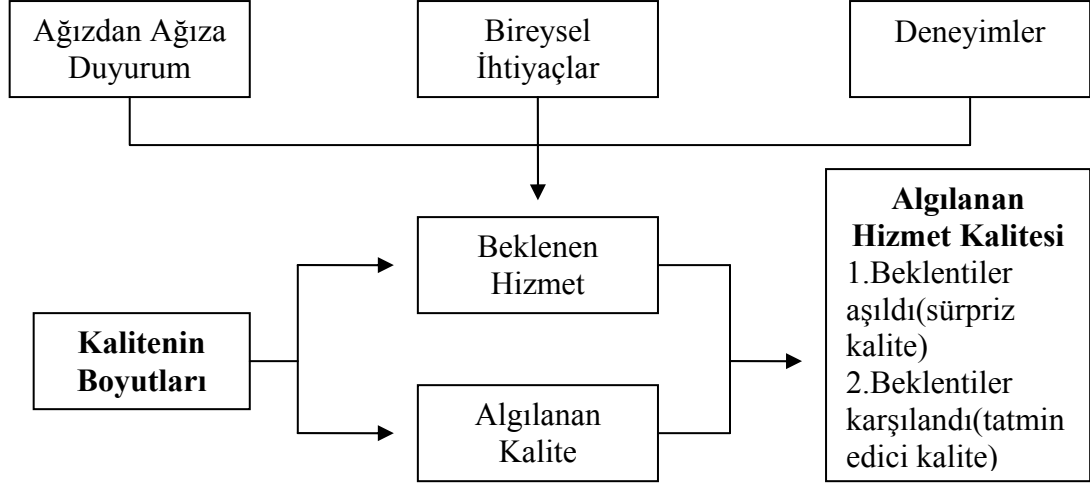 Ağızdan Ağıza
Duyurum
Bireysel
İhtiyaçlar
Deneyimler
Beklenen
Hizmet
Kalitenin
Boyutları
Algılanan
Kalite
Algılanan
Hizmet Kalitesi
1.Beklentiler
aşıldı(sürpriz
kalite)
2.Beklentiler
karşılandı(tatmin
edici kalite)